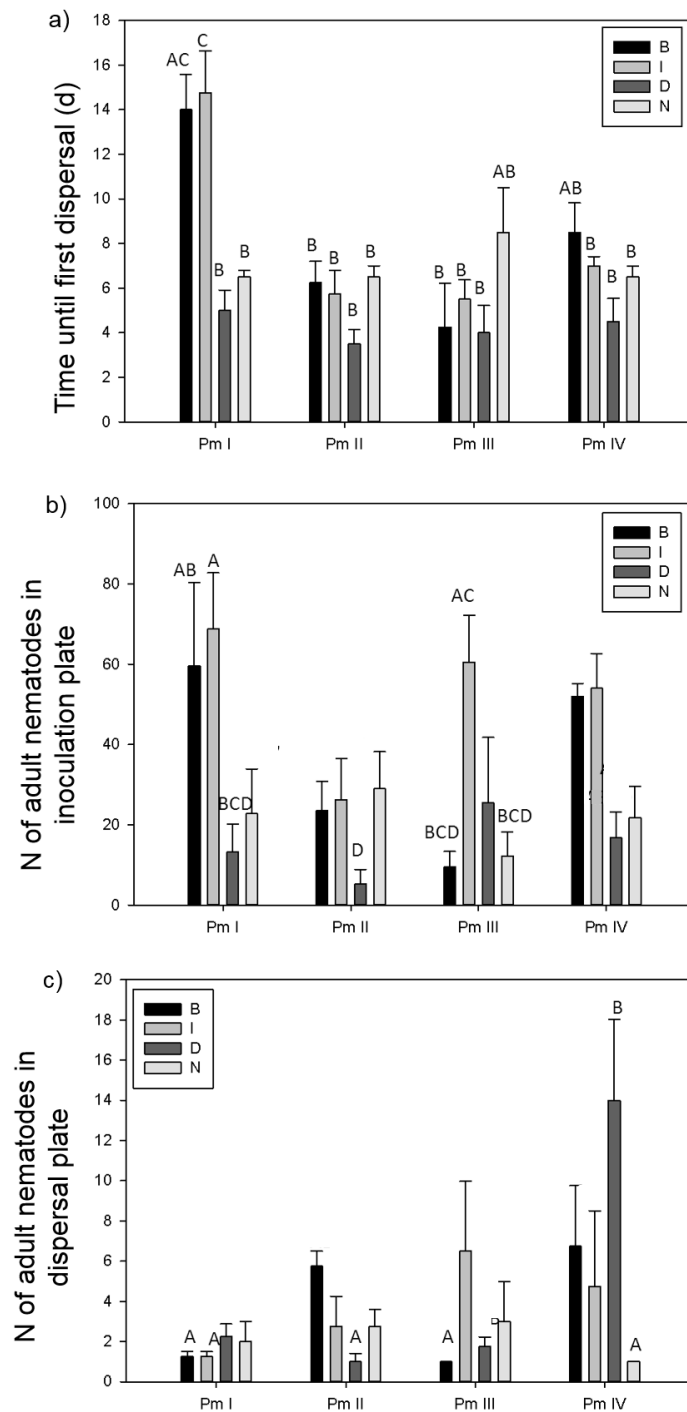 a)
Time until first dispersal (d)
18
16
14
12
10
8
6
4
2
0
AC
C
B
B
B
B
B
B
B
B
B
AB
AB
B
B
B
B
I
D
N
Pm I
Pm II
Pm III
Pm IV
b)
N of adult nematodes in
inoculation plate
100
80
60
40
20
0
AB
A
BCD
D
BCD
AC
BCD
B
I
D
N
Pm I
Pm II
Pm III
Pm IV
c)
N of adult nematodes in
dispersal plate
20
18
16
14
12
10
8
6
4
2
0
B
I
D
N
A
A
A
A
B
A
Pm I
Pm II
Pm III
Pm IV